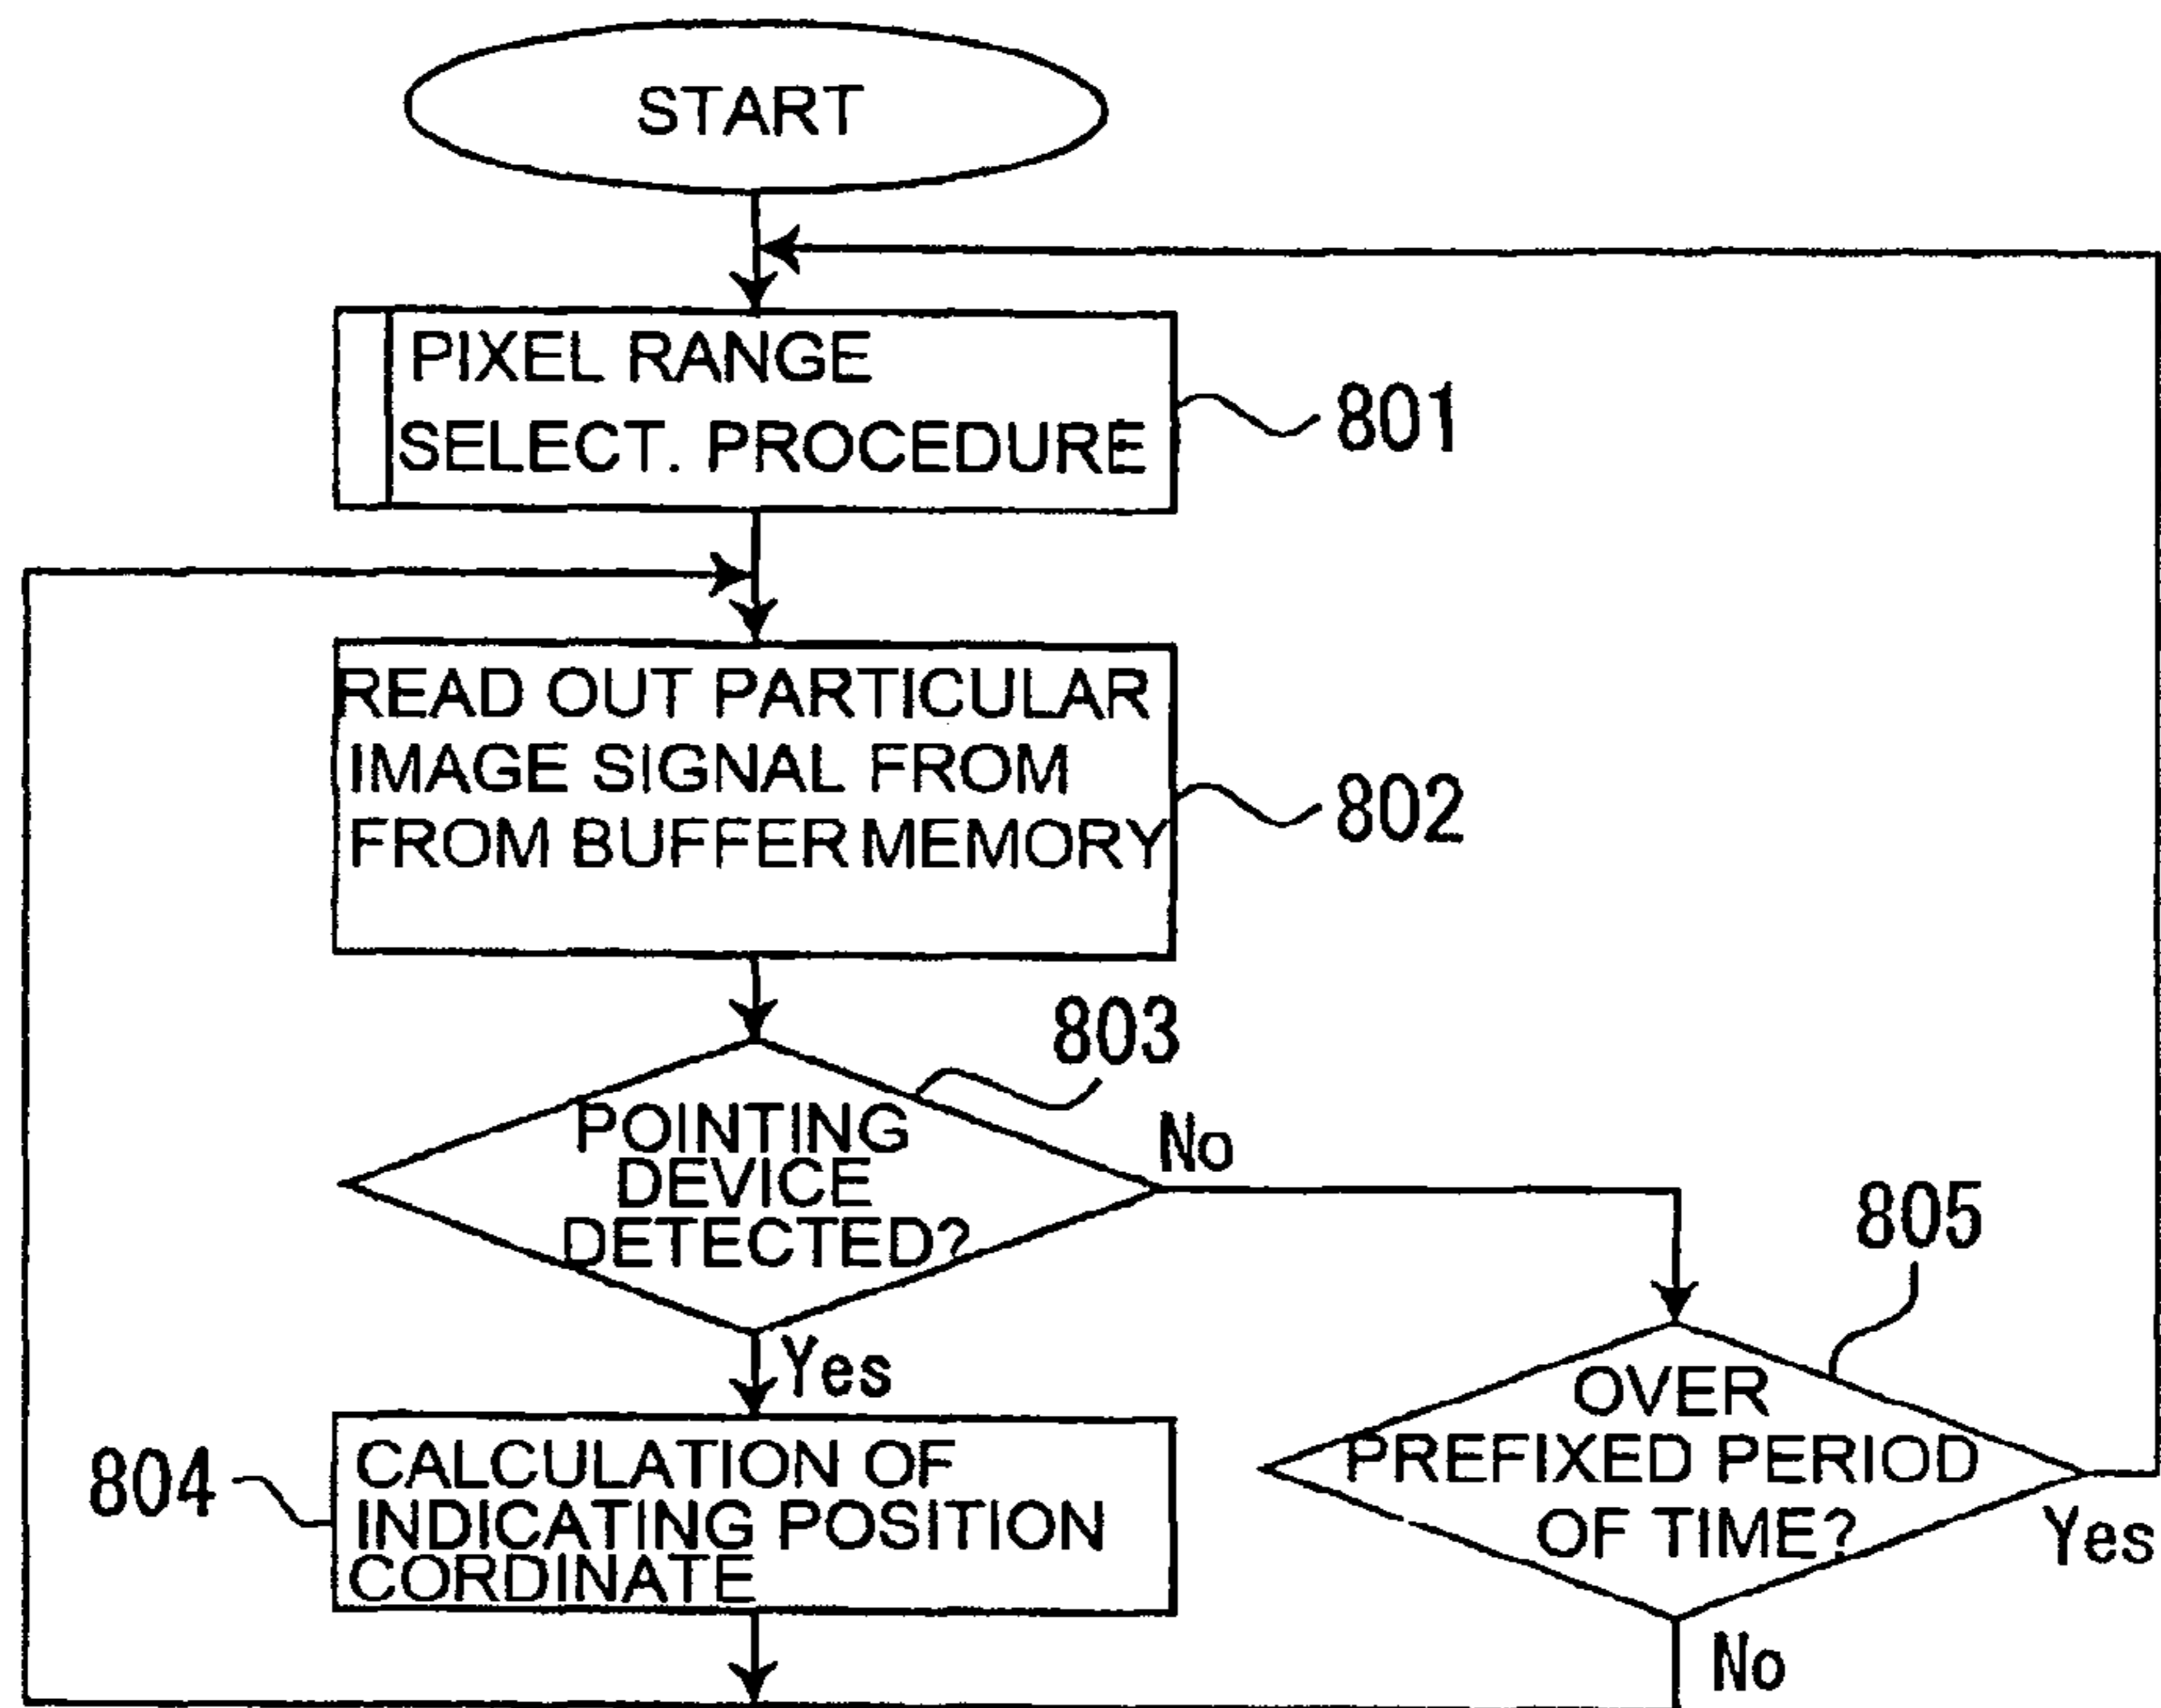 START
PIXEL RANGE
SELECT. PROCEDURE
801
READ OUT PARTICULAR
IMAGE SIGNAL FROM
FROM BUFFER MEMORY
802
803
POINTING
DEVICE
DETECTED?
No
Yes
805
OVER
PREFIXED PERIOD
OF TIME?
Yes
No
804
CALCULATION OF
INDICATING POSITION
CORDINATE